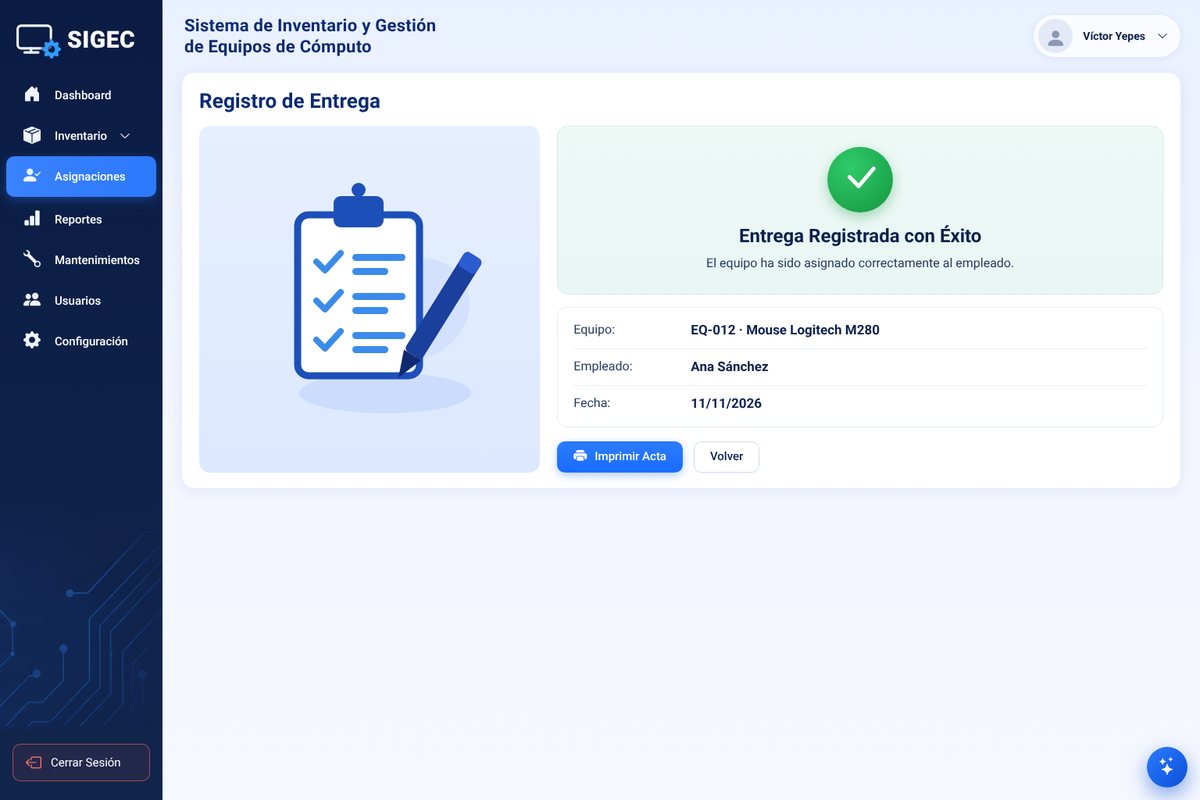 SIGEC
Dashboard
Inventario
Asignaciones
Reportes
Mantenimientos
Usuarios
Configuración
Cerrar Sesión
Sistema de Inventario y Gestión
de Equipos de Cómputo
Víctor Yepes
Registro de Entrega
Entrega Registrada con Éxito
El equipo ha sido asignado correctamente al empleado.
Equipo: EQ-012 · Mouse Logitech M280
Empleado: Ana Sánchez
Fecha: 11/11/2026
Imprimir Acta
Volver